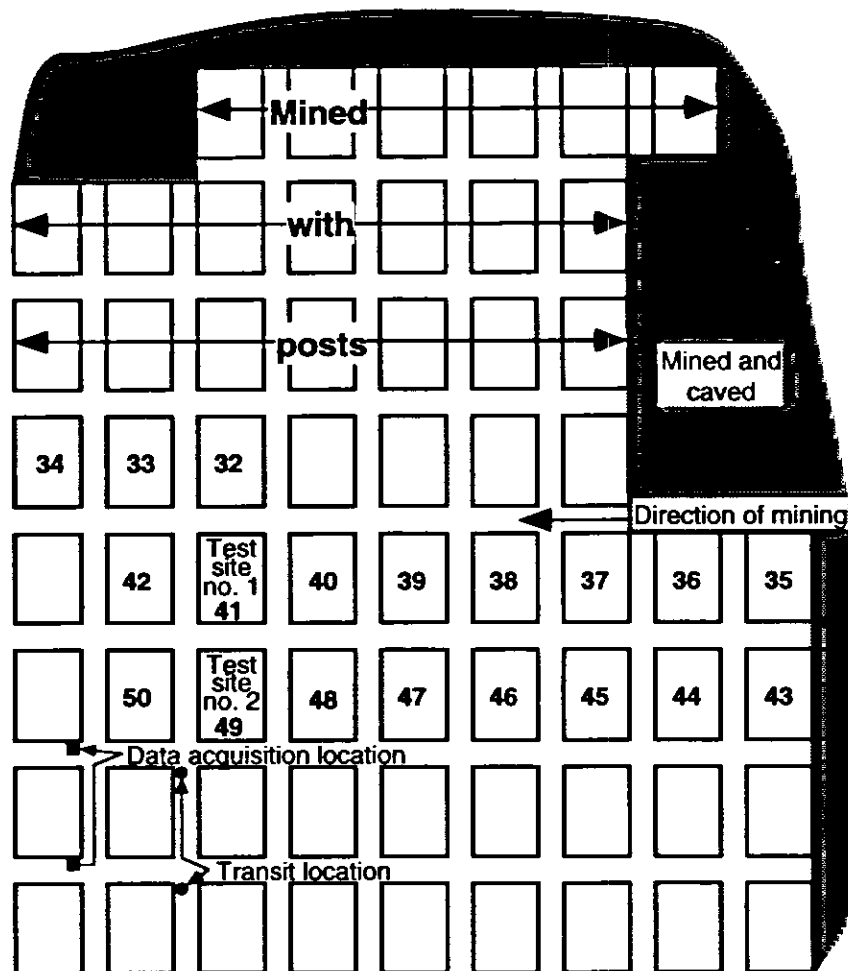 Mined
with
posts
Mined and
caved
34 33 32
Direction of mining
Test
site
no. 1
42 41 40 39 38 37 36 35
Test
site
no. 2
50 49 48 47 46 45 44 43
Data acquisition location
Transit location